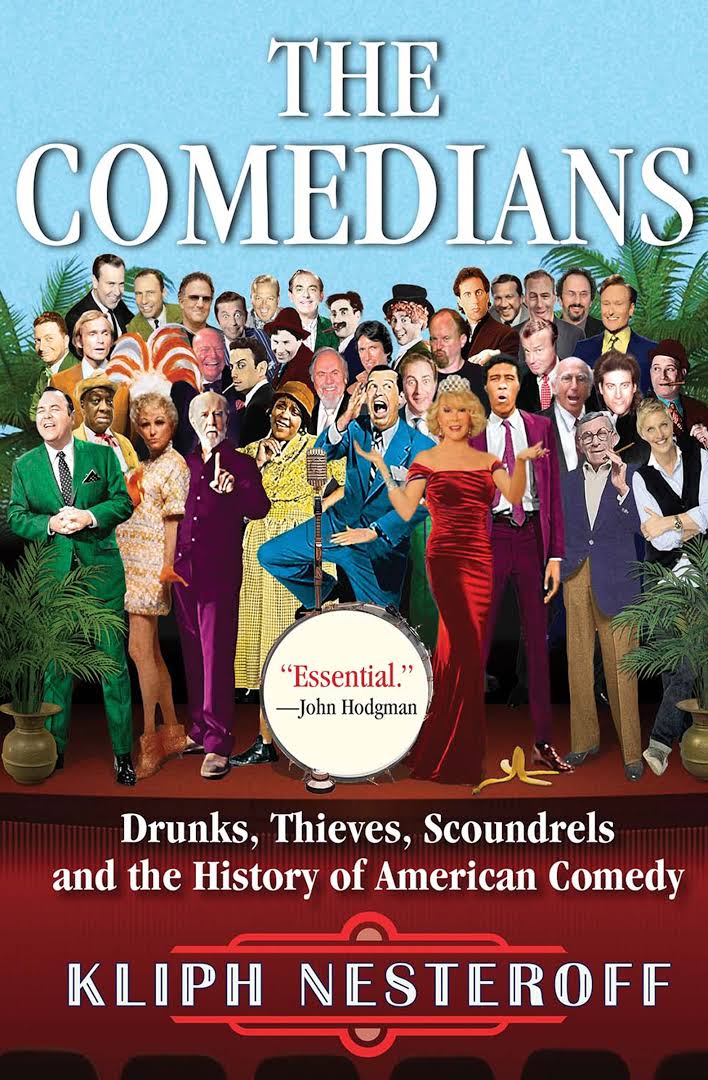 THE
COMEDIANS
“Essential.”
—John Hodgman
Drunks, Thieves, Scoundrels
and the History of American Comedy
KLIPH NESTEROFF